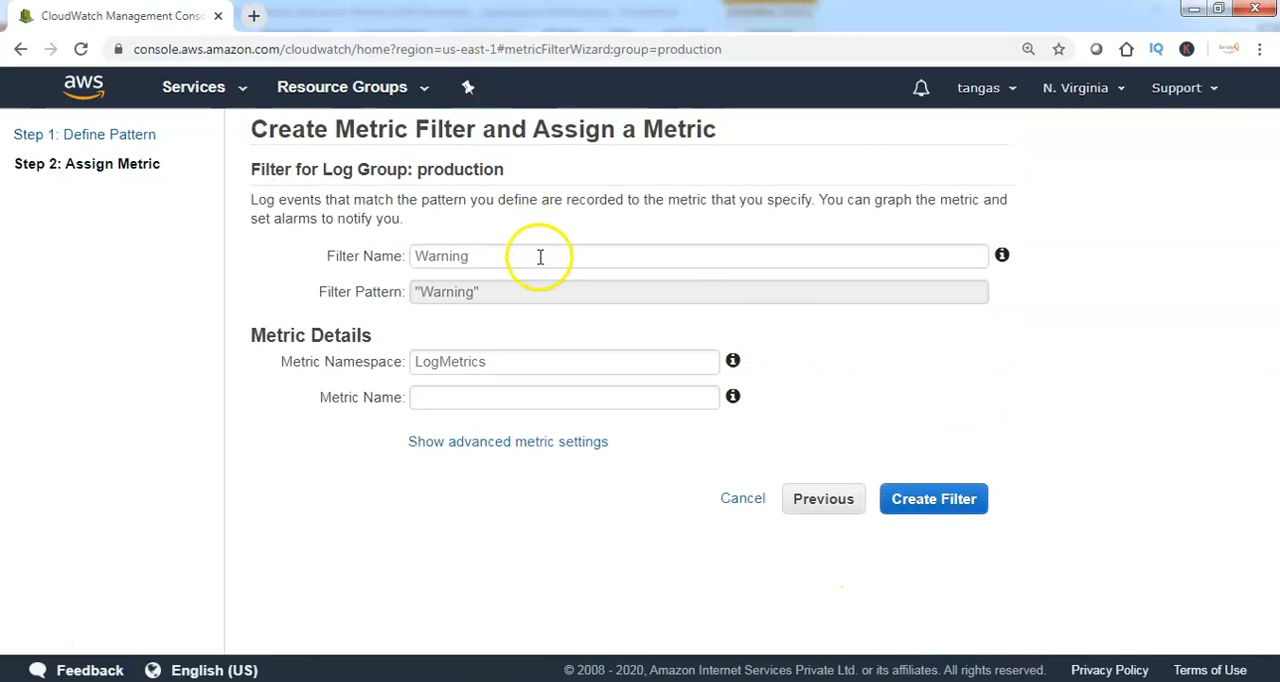 CloudWatch Management Conso
console.aws.amazon.com/cloudwatch/home?region=us-east-1#metricFilterWizard:group=production
IQ
K
aws
Services
Resource Groups
tangas
N. Virginia
Support
Step 1: Define Pattern
Step 2: Assign Metric
Create Metric Filter and Assign a Metric
Filter for Log Group: production
Log events that match the pattern you define are recorded to the metric that you specify. You can graph the metric and
set alarms to notify you.
Filter Name: Warning
Filter Pattern: "Warning"
Metric Details
Metric Namespace: LogMetrics
Metric Name:
Show advanced metric settings
Cancel
Previous
Create Filter
Feedback
English (US)
© 2008 - 2020, Amazon Internet Services Private Ltd. or its affiliates. All rights reserved.
Privacy Policy
Terms of Use